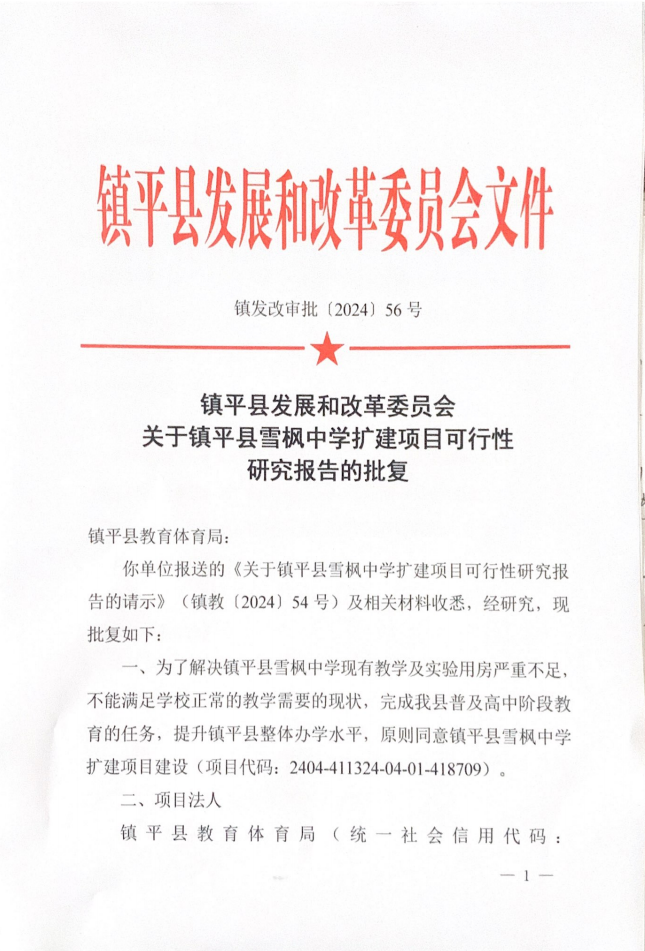 镇平县发展和改革委员会文件
镇发改审批〔2024〕56号
镇平县发展和改革委员会
关于镇平县雪枫中学扩建项目可行性
研究报告的批复
镇平县教育体育局：
你单位报送的《关于镇平县雪枫中学扩建项目可行性研究报
告的请示》（镇教〔2024〕54号）及相关材料收悉，经研究，现
批复如下：
一、为了解决镇平县雪枫中学现有教学及实验用房严重不足，
不能满足学校正常的教学需要的现状，完成我县普及高中阶段教
育的任务，提升镇平县整体办学水平，原则同意镇平县雪枫中学
扩建项目建设（项目代码：2404-411324-04-01-418709）。
二、项目法人
镇平县教育体育局（统一社会信用代码：
— 1 —